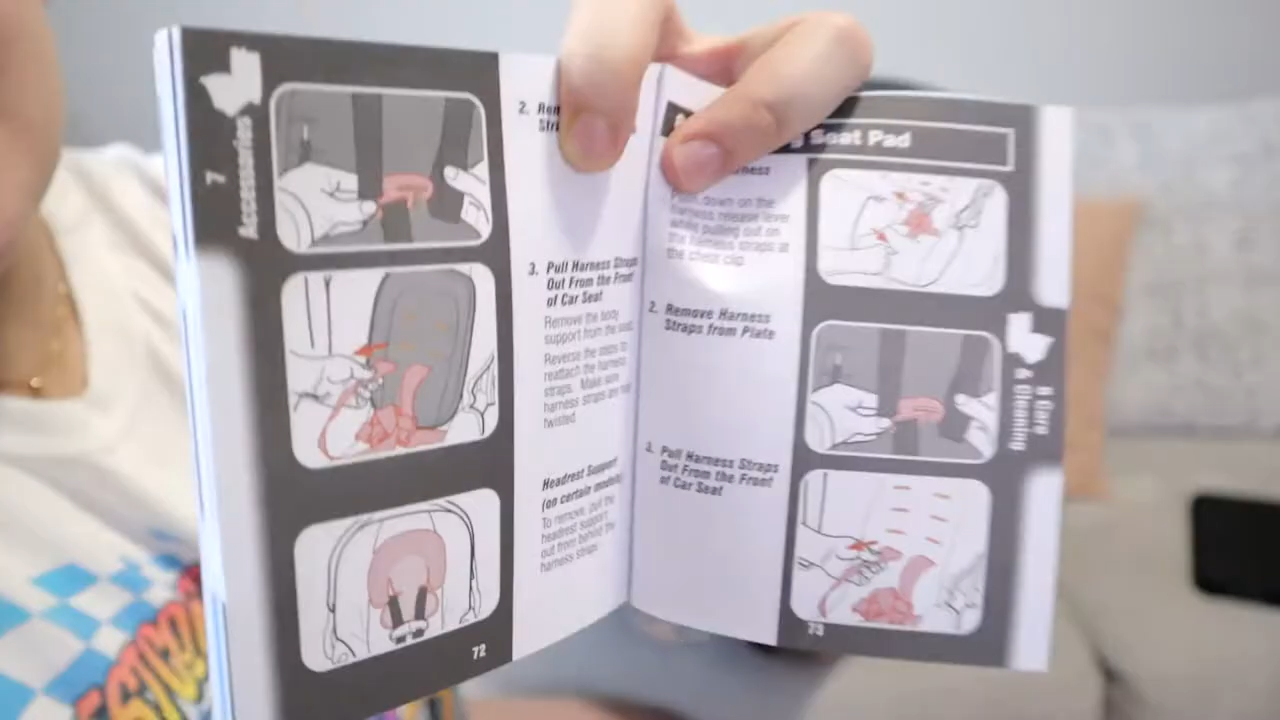 7
Accessories
2.
3. Pull Harness Straps
Out From the Front
of Car Seat
Remove the body
support from the seat.
Reverse the steps to
reattach the harness
straps. Make sure
harness straps are not
twisted.
Headrest Support
(on certain models)
To remove, pull the
headrest support
out from behind the
harness straps.
72
Seat Pad
down on the
harness release lever
while pulling out on
the harness straps at
the chest clip.
2. Remove Harness
Straps from Plate
3. Pull Harness Straps
Out From the Front
of Car Seat
8 Care
& Cleaning
73